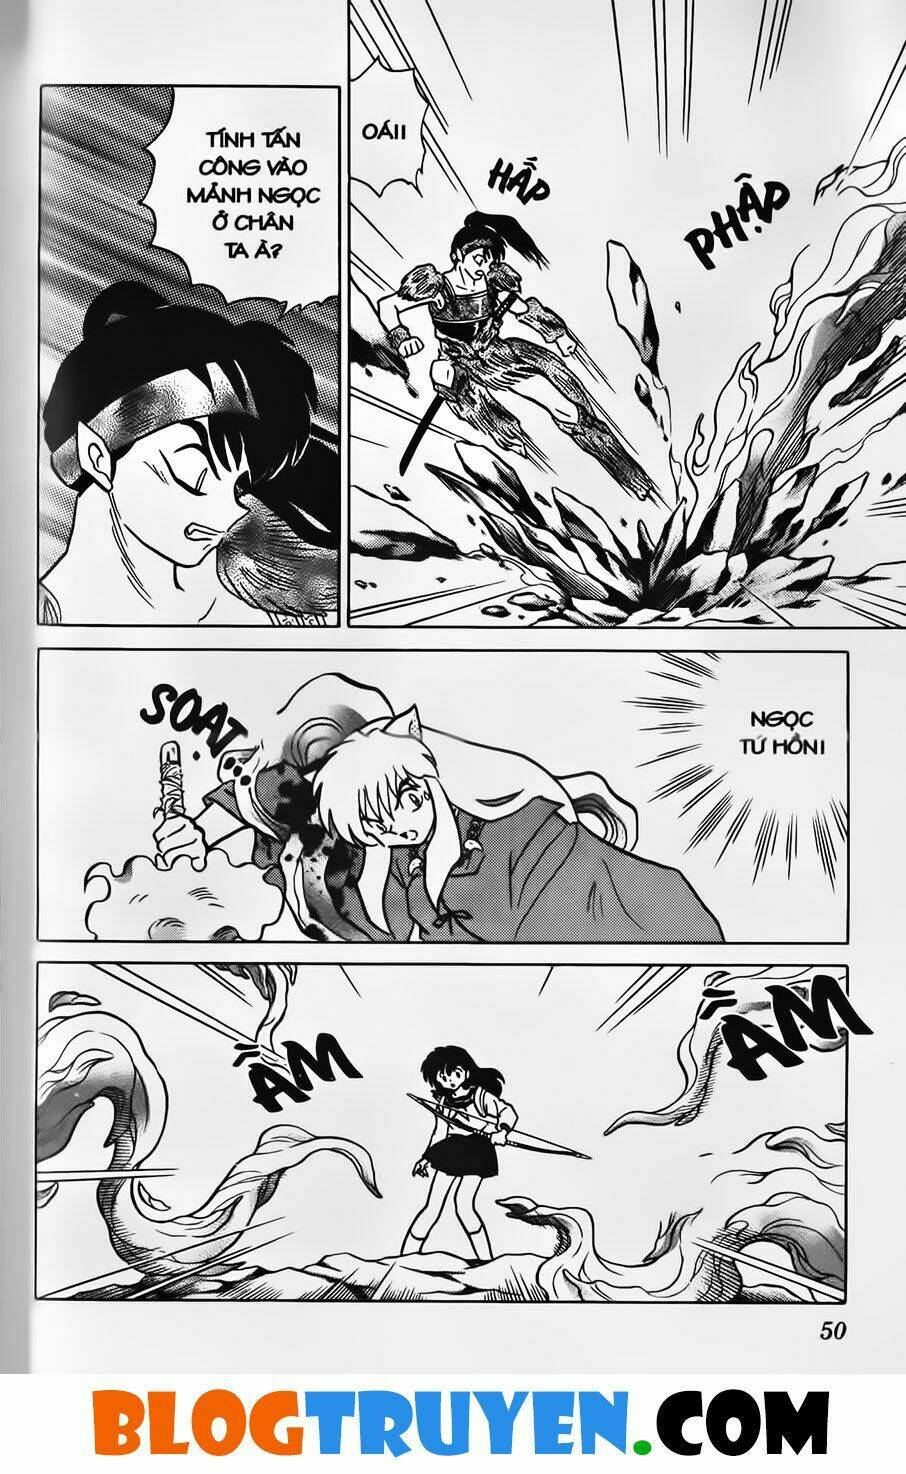 OÁI!
HẤP
PHẬP
TÍNH TẤN
CÔNG VÀO
MẢNH NGỌC
Ở CHÂN
TA À?
NGỌC
TỨ HỒN!
SOẠT...
ẦM
ẦM
50
BLOGTRUYEN.COM